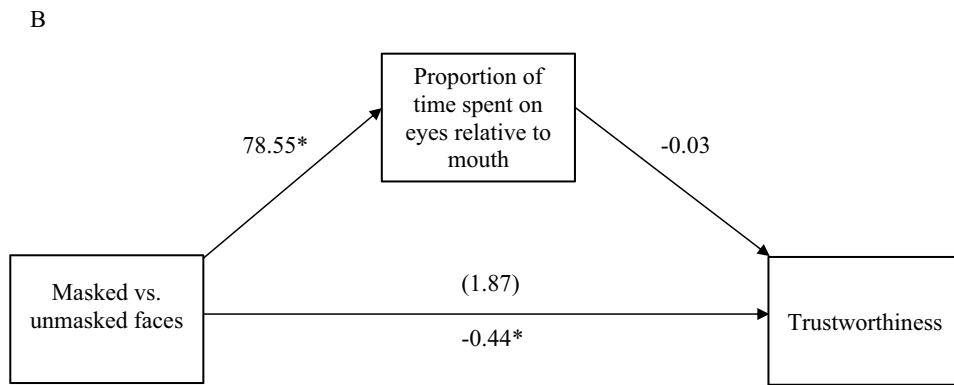 B
Proportion of
time spent on
eyes relative to
mouth
78.55*
-0.03
Masked vs.
unmasked faces
(1.87)
-0.44*
Trustworthiness